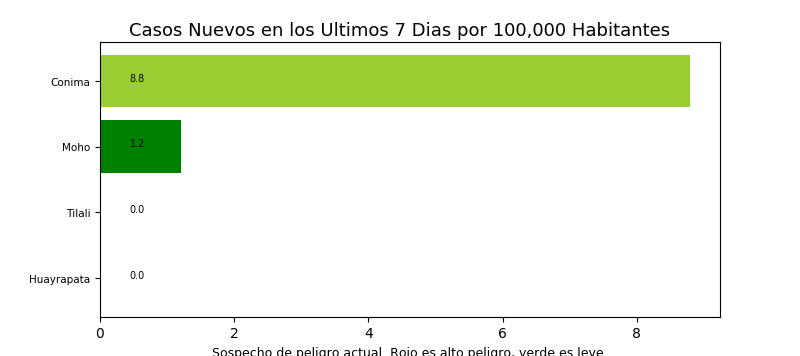 Casos Nuevos en los Ultimos 7 Dias por 100,000 Habitantes
Conima 8.8
Moho 1.2
Tilali 0.0
Huayrapata 0.0
0 2 4 6 8
Sospecho de peligro actual. Rojo es alto peligro, verde es leve